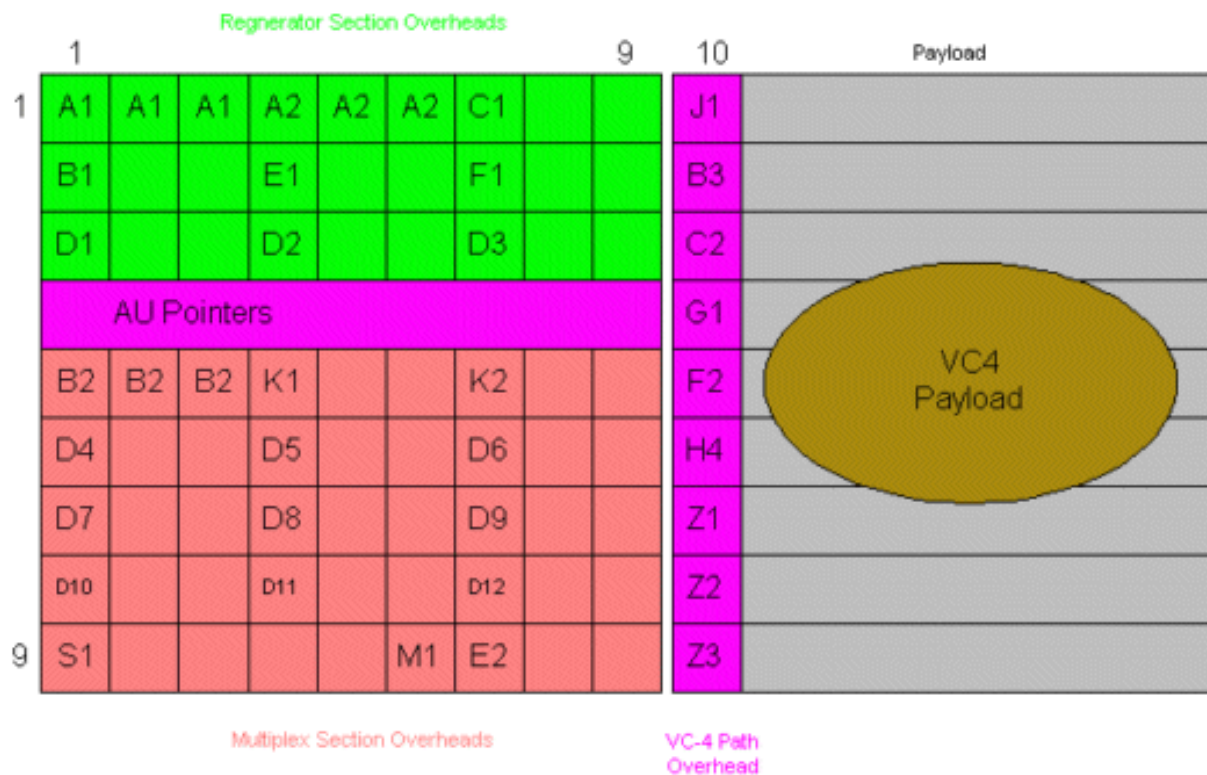 Regnerator Section Overheads
1 9 10 Payload
1 A1 A1 A1 A2 A2 A2 C1 J1
B1 E1 F1 B3
D1 D2 D3 C2
AU Pointers G1
B2 B2 B2 K1 K2 F2
VC4
Payload
D4 D5 D6 H4
D7 D8 D9 Z1
D10 D11 D12 Z2
9 S1 M1 E2 Z3
Multiplex Section Overheads
VC-4 Path
Overhead